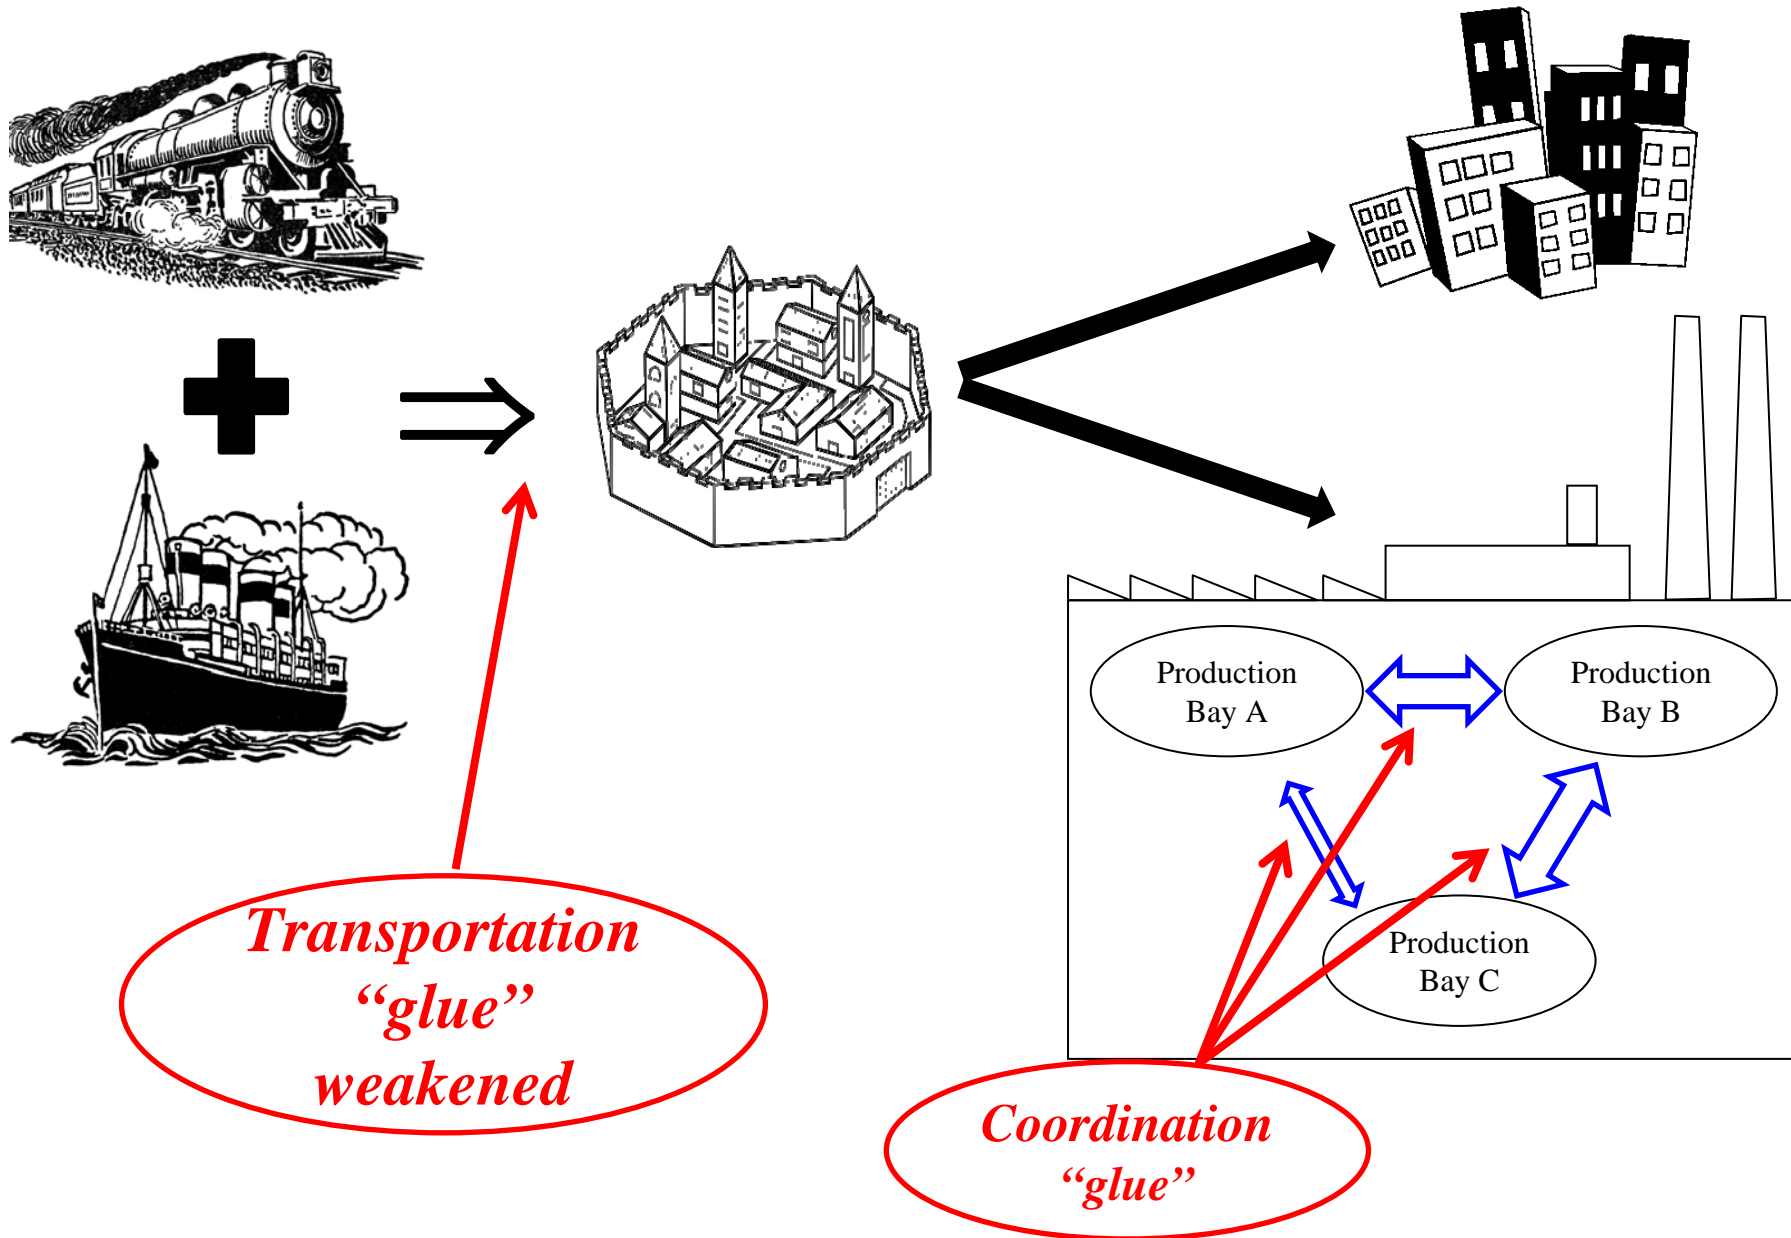 Production
Bay A
Production
Bay B
Production
Bay C
Transportation
“glue”
weakened
Coordination
“glue”